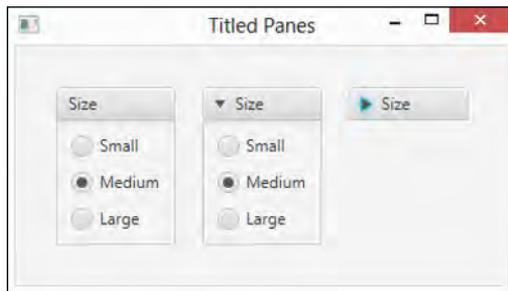 Titled Panes
Size
Small
Medium
Large
Size
Small
Medium
Large
Size